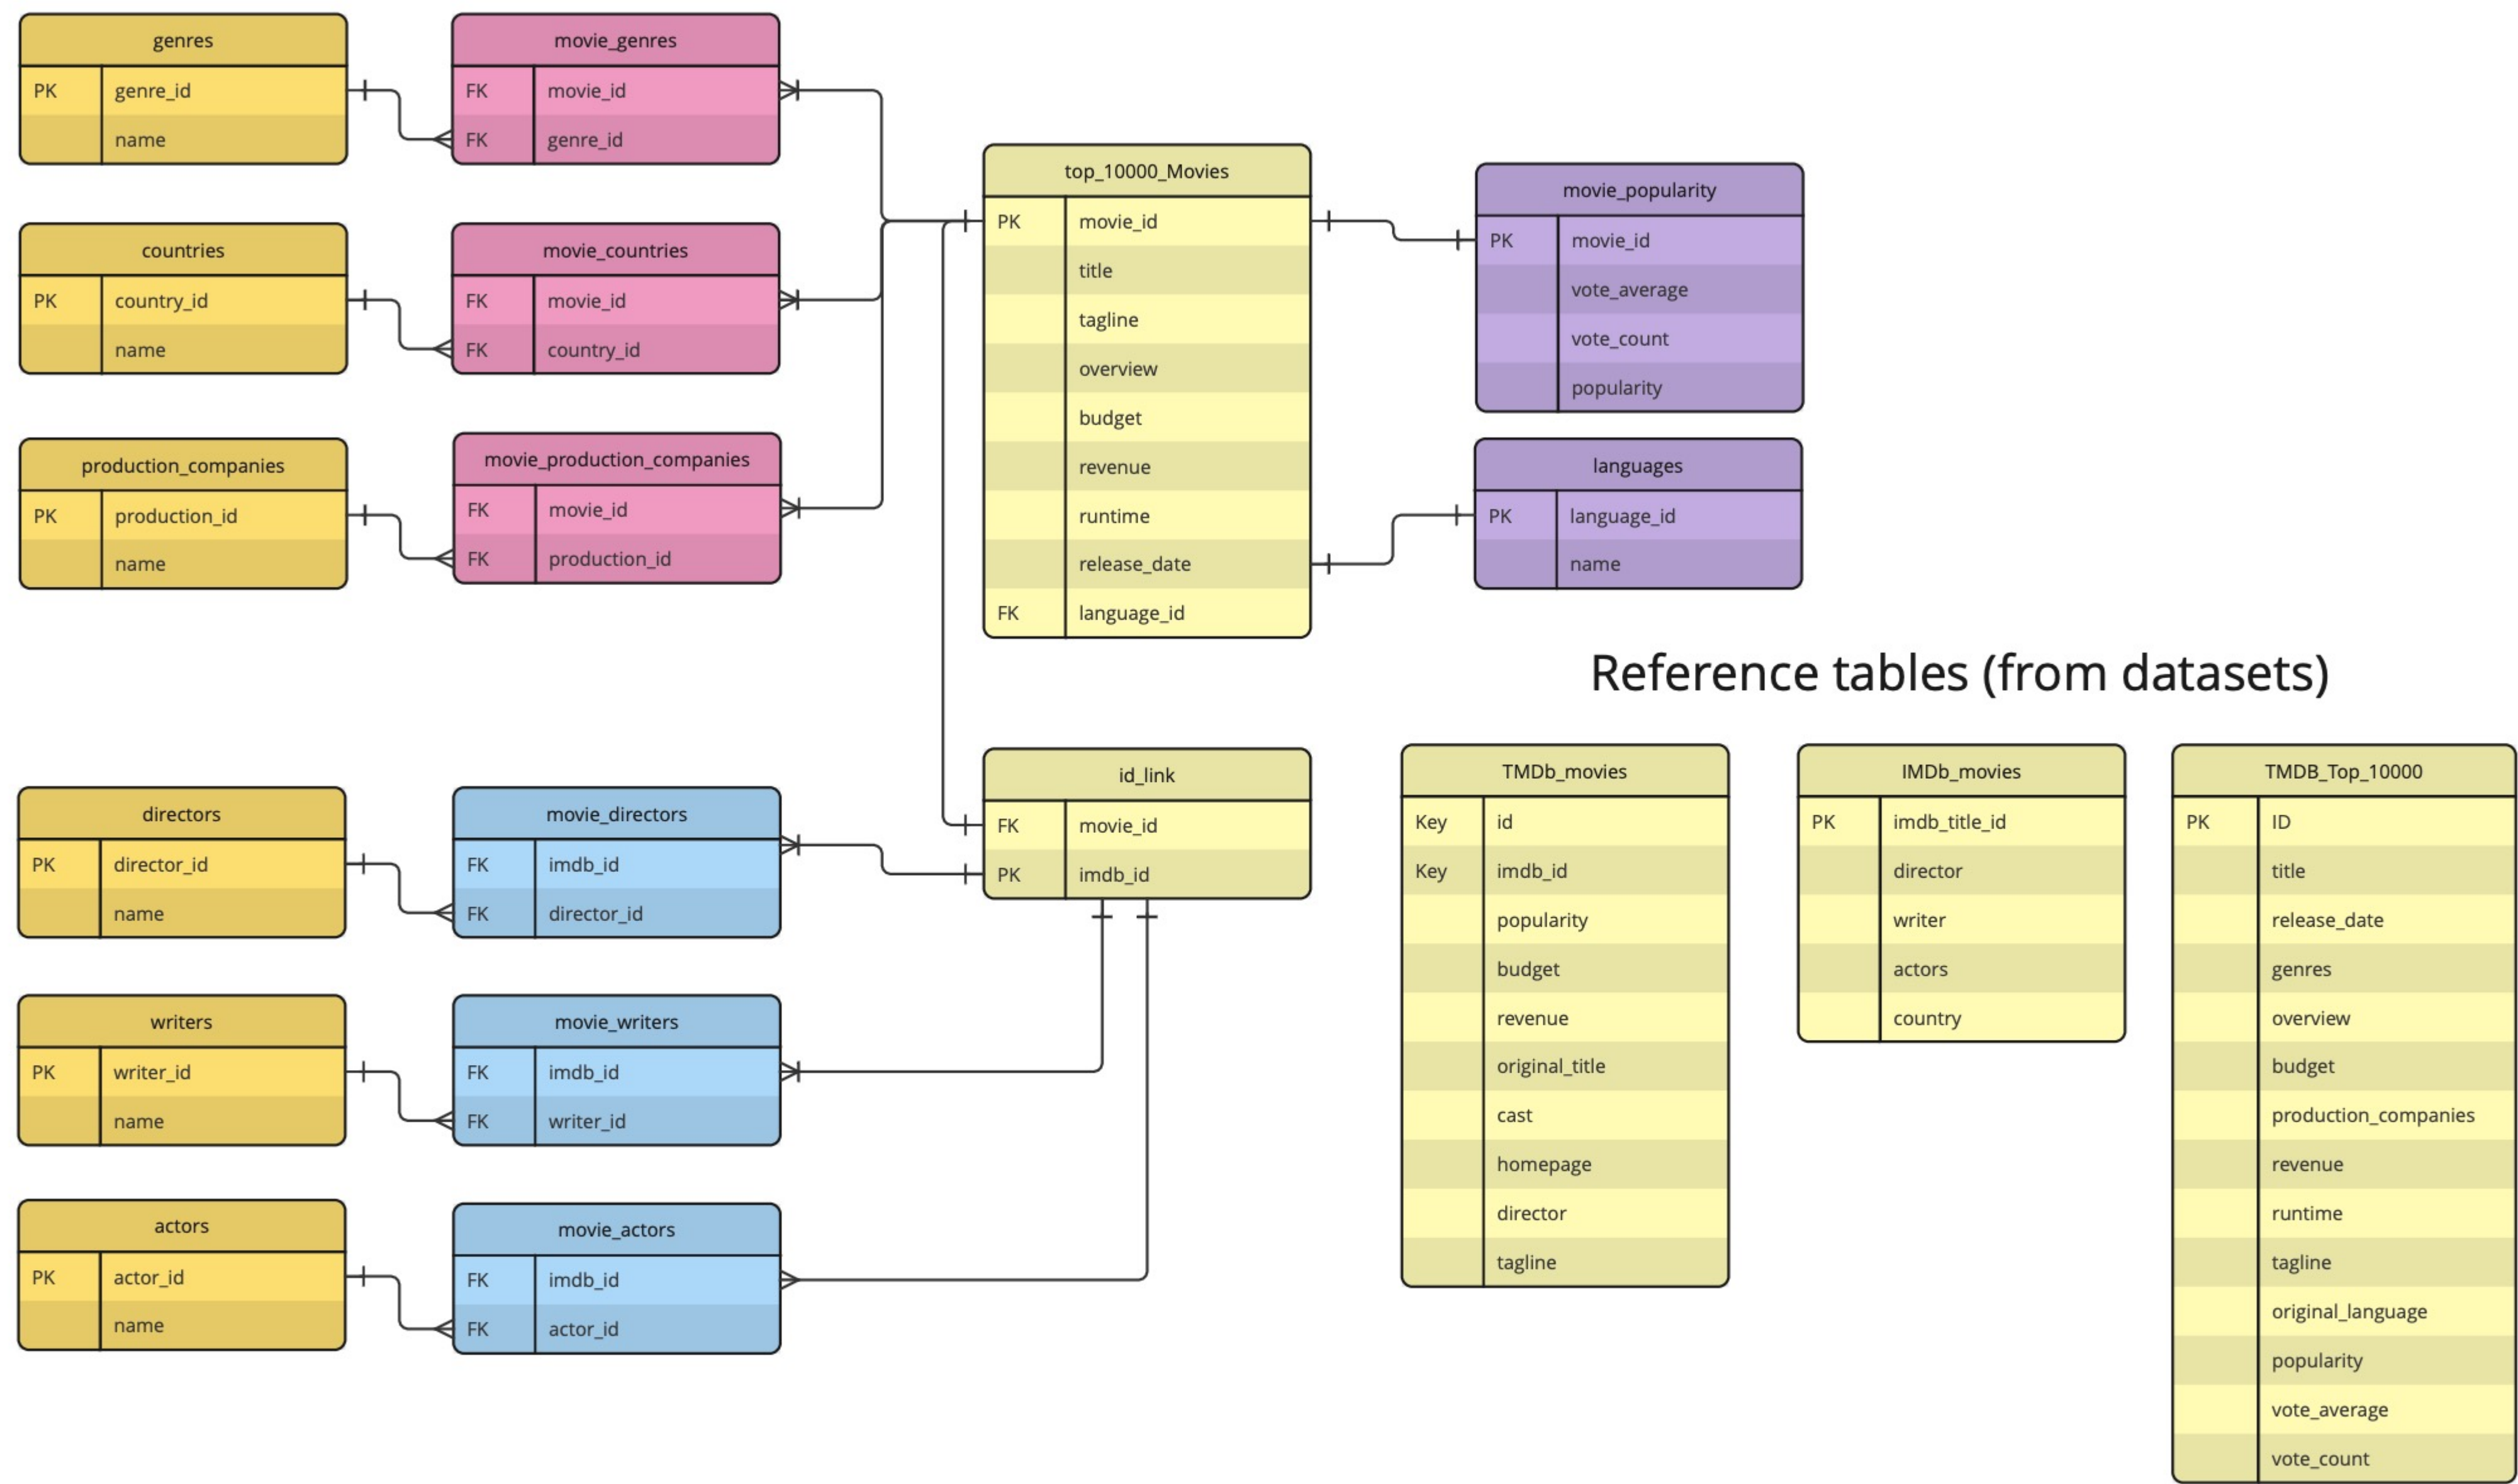 genres
PK genre_id
name
movie_genres
FK movie_id
FK genre_id
countries
PK country_id
name
movie_countries
FK movie_id
FK country_id
production_companies
PK production_id
name
movie_production_companies
FK movie_id
FK production_id
top_10000_Movies
PK movie_id
title
tagline
overview
budget
revenue
runtime
release_date
FK language_id
movie_popularity
PK movie_id
vote_average
vote_count
popularity
languages
PK language_id
name
directors
PK director_id
name
movie_directors
FK imdb_id
FK director_id
writers
PK writer_id
name
movie_writers
FK imdb_id
FK writer_id
actors
PK actor_id
name
movie_actors
FK imdb_id
FK actor_id
id_link
FK movie_id
PK imdb_id
Reference tables (from datasets)
TMDb_movies
Key id
Key imdb_id
popularity
budget
revenue
original_title
cast
homepage
director
tagline
IMDb_movies
PK imdb_title_id
director
writer
actors
country
TMDB_Top_10000
PK ID
title
release_date
genres
overview
budget
production_companies
revenue
runtime
tagline
original_language
popularity
vote_average
vote_count